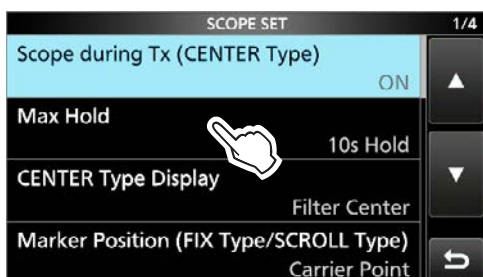 SCOPE SET
1/4
Scope during Tx (CENTER Type)
ON
Max Hold
10s Hold
CENTER Type Display
Filter Center
Marker Position (FIX Type/SCROLL Type)
Carrier Point